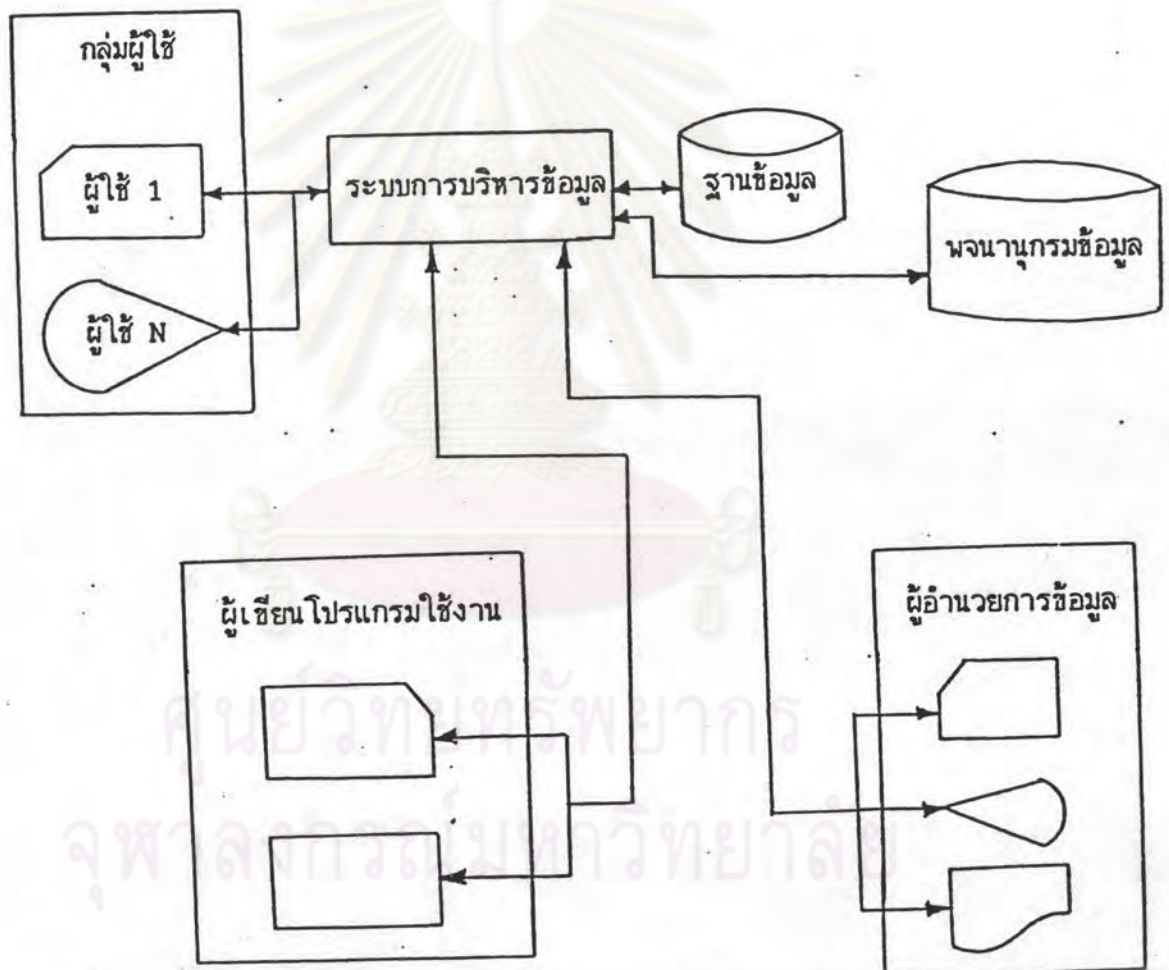 กลุ่มผู้ใช้
ผู้ใช้ 1
ระบบการบริหารข้อมูล
ฐานข้อมูล
พจนานุกรมข้อมูล
ผู้ใช้ N
ผู้เขียนโปรแกรมใช้งาน
ผู้อำนวยการข้อมูล
ศูนย์วิทยทรัพยากร
จุฬาลงกรณ์มหาวิทยาลัย